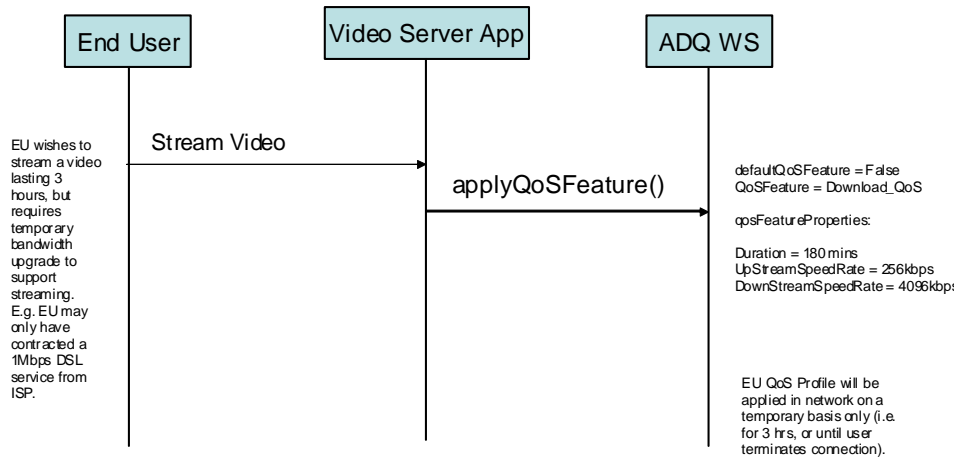 End User
Video Server App
ADQ WS
EU wishes to
stream a video
lasting 3
hours, but
requires
temporary
bandwidth
upgrade to
support
streaming.
E.g. EU may
only have
contracted a
1Mbps DSL
service from
ISP.
Stream Video
applyQoSFeature()
defaultQoSFeature = False
QoSFeature = Download_QoS
qosFeatureProperties:
Duration = 180 mins
UpStreamSpeedRate = 256kbps
DownStreamSpeedRate = 4096kbps
EU QoS Profile will be
applied in network on a
temporary basis only (i.e.
for 3 hrs, or until user
terminates connection).